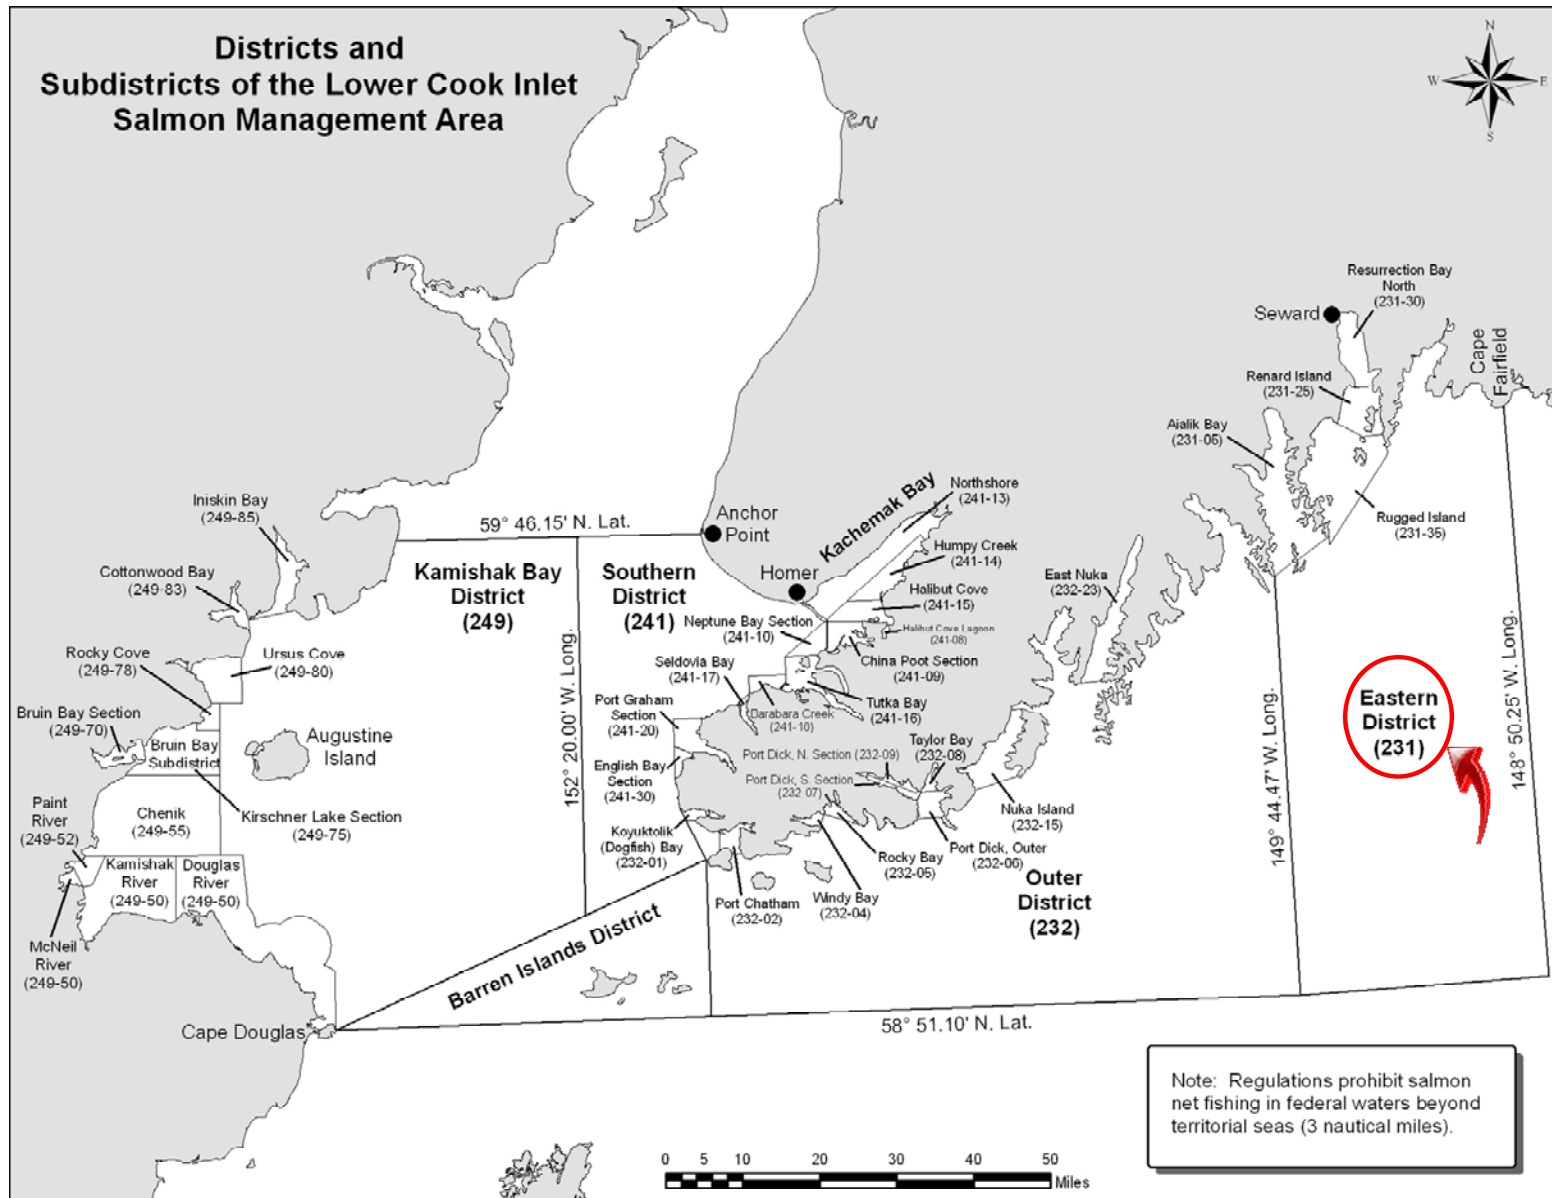 Districts and
Subdistricts of the Lower Cook Inlet
Salmon Management Area
N
W
E
S
Resurrection Bay
North
(231-30)
Seward
Cape
Fairfield
Renard Island
(231-25)
Aialik Bay
(231-05)
Rugged Island
(231-35)
Iniskin Bay
(249-85)
59° 46.15' N. Lat.
Anchor
Point
Kachemak Bay
Northshore
(241-13)
Humpy Creek
(241-14)
Cottonwood Bay
(249-83)
Kamishak Bay
District
(249)
Southern
District
(241)
Homer
Halibut Cove
(241-15)
East Nuka
(232-23)
Neptune Bay Section
(241-10)
Halibut Cove Lagoon
(241-08)
Rocky Cove
(249-78)
Ursus Cove
(249-80)
Seldovia Bay
(241-17)
China Poot Section
(241-09)
Port Graham
Section
(241-20)
Barabara Creek
(241-10)
Tutka Bay
(241-16)
Bruin Bay Section
(249-70)
Bruin Bay
Subdistrict
Augustine
Island
152° 20.00' W. Long.
English Bay
Section
(241-30)
Port Dick, N. Section (232-09)
Taylor Bay
(232-08)
Port Dick, S. Section
(232-07)
149° 44.47' W. Long.
Eastern
District
(231)
148° 50.25' W. Long.
Paint
River
(249-52)
Chenik
(249-55)
Kirschner Lake Section
(249-75)
Nuka Island
(232-15)
Koyuktolik
(Dogfish) Bay
(232-01)
Rocky Bay
(232-05)
Port Dick, Outer
(232-06)
Kamishak
River
(249-50)
Douglas
River
(249-50)
Port Chatham
(232-02)
Windy Bay
(232-04)
Outer
District
(232)
McNeil
River
(249-50)
Barren Islands District
Cape Douglas
58° 51.10' N. Lat.
Note: Regulations prohibit salmon
net fishing in federal waters beyond
territorial seas (3 nautical miles).
0 5 10 20 30 40 50
Miles